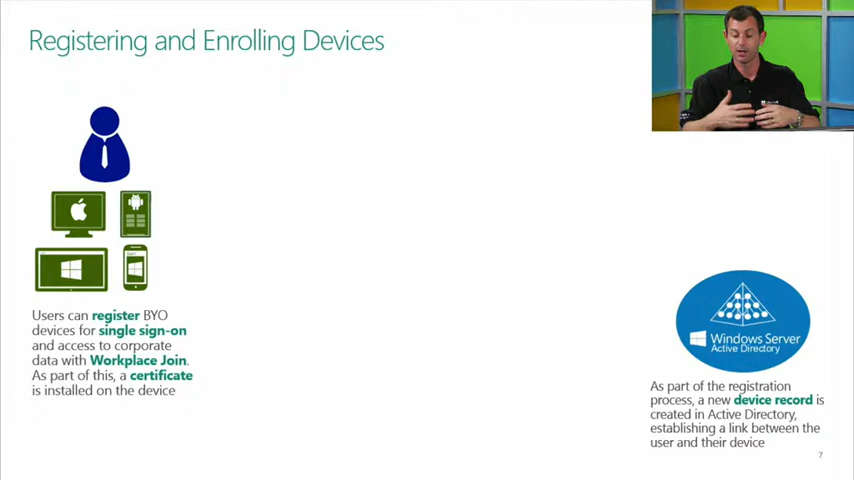 Registering and Enrolling Devices
Users can register BYO
devices for single sign-on
and access to corporate
data with Workplace Join.
As part of this, a certificate
is installed on the device
Windows Server
Active Directory
As part of the registration
process, a new device record is
created in Active Directory,
establishing a link between the
user and their device
7